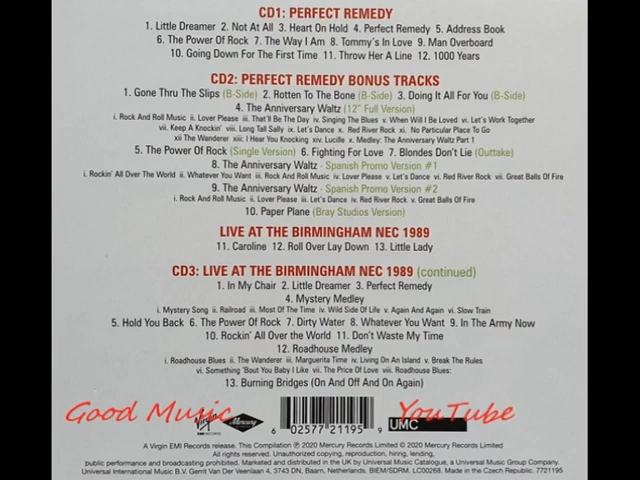 CD1: PERFECT REMEDY
1. Little Dreamer 2. Not At All 3. Heart On Hold 4. Perfect Remedy 5. Address Book
6. The Power Of Rock 7. The Way I Am 8. Tommy's In Love 9. Man Overboard
10. Going Down For The First Time 11. Throw Her A Line 12. 1000 Years
CD2: PERFECT REMEDY BONUS TRACKS
1. Gone Thru The Slips (B-Side) 2. Rotten To The Bone (B-Side) 3. Doing It All For You (B-Side)
4. The Anniversary Waltz (12" Full Version)
i. Rock And Roll Music ii. Lover Please iii. That'll Be The Day iv. Singing The Blues v. When Will I Be Loved vi. Let's Work Together
vii. Keep A Knockin' viii. Long Tall Sally ix. Let's Dance x. Red River Rock xi. No Particular Place To Go
xii The Wanderer xiii: I Hear You Knocking xiv. Lucille x. Medley: The Anniversary Waltz Part 1
5. The Power Of Rock (Single Version) 6. Fighting For Love 7. Blondes Don't Lie (Outtake)
8. The Anniversary Waltz - Spanish Promo Version #1
i. Rockin' All Over The World ii. Whatever You Want iii. Rock And Roll Music iv. Lover Please v. Let's Dance vi. Red River Rock vii. Great Balls Of Fire
9. The Anniversary Waltz - Spanish Promo Version #2
i. Rock And Roll Music ii. Lover Please iii. Let's Dance iv. Red River Rock v. Great Balls Of Fire
10. Paper Plane (Bray Studios Version)
LIVE AT THE BIRMINGHAM NEC 1989
11. Caroline 12. Roll Over Lay Down 13. Little Lady
CD3: LIVE AT THE BIRMINGHAM NEC 1989 (continued)
1. In My Chair 2. Little Dreamer 3. Perfect Remedy
4. Mystery Medley
i. Mystery Song ii. Railroad iii. Most Of The Time iv. Wild Side Of Life v. Again And Again vi. Slow Train
5. Hold You Back 6. The Power Of Rock 7. Dirty Water 8. Whatever You Want 9. In The Army Now
10. Rockin' All Over the World 11. Don't Waste My Time
12. Roadhouse Medley
i. Roadhouse Blues ii. The Wanderer iii. Marguerita Time iv. Living On An Island v. Break The Rules
vi. Something 'Bout You Baby I Like vii. The Price Of Love viii. Roadhouse Blues:
13. Burning Bridges (On And Off And On Again)
Good Music YouTube
Virgin Mercury UMC
6 02577 21195 9
A Virgin EMI Records release. This Compilation ℗ 2020 Mercury Records Limited © 2020 Mercury Records Limited
All rights reserved. Unauthorized copying, reproduction, hiring, lending,
public performance and broadcasting prohibited. Marketed and distributed in the UK by Universal Music Catalogue, a Universal Music Group Company.
Universal International Music B.V. Gerrit Van Der Veenlaan 4, 3743 DN, Baarn, Netherlands. BIEM/SDRM. LC00268. Made in the Czech Republic. 7721195